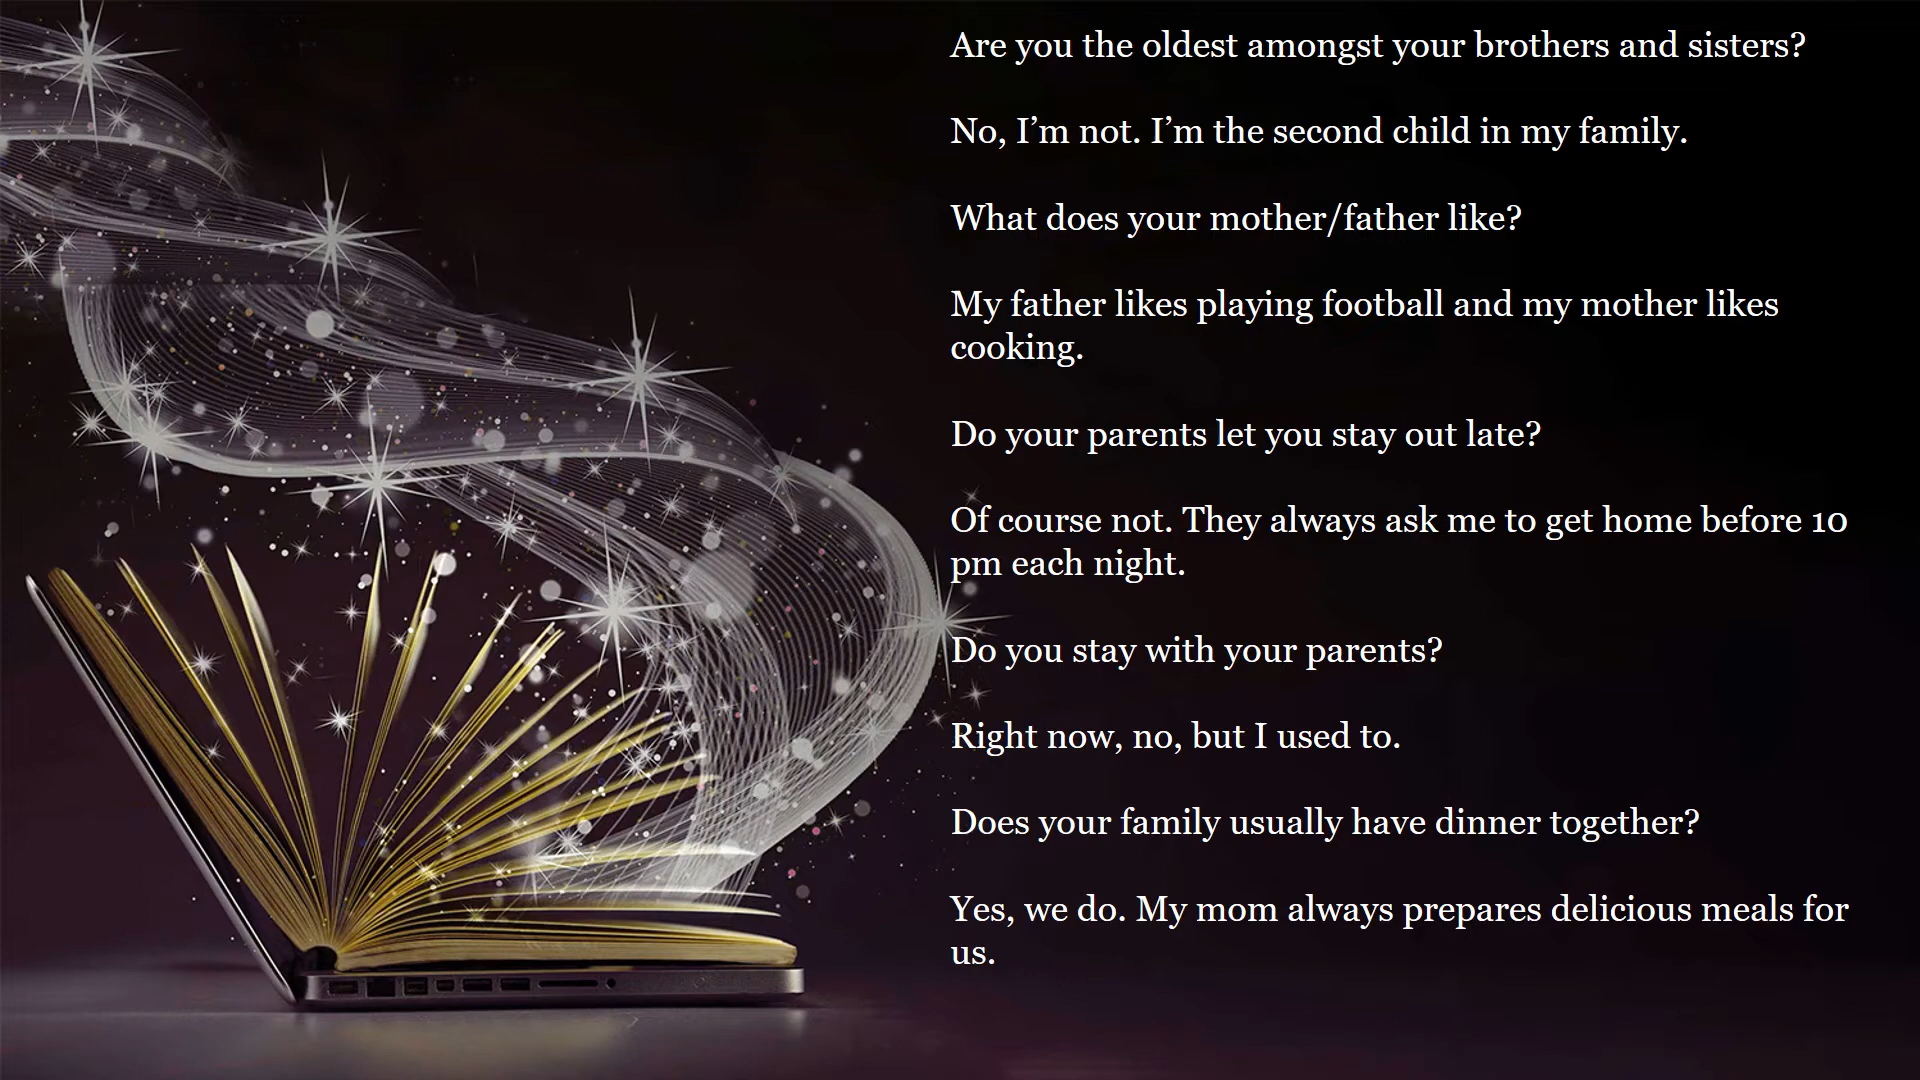 Are you the oldest amongst your brothers and sisters?
No, I’m not. I’m the second child in my family.
What does your mother/father like?
My father likes playing football and my mother likes
cooking.
Do your parents let you stay out late?
Of course not. They always ask me to get home before 10
pm each night.
Do you stay with your parents?
Right now, no, but I used to.
Does your family usually have dinner together?
Yes, we do. My mom always prepares delicious meals for
us.